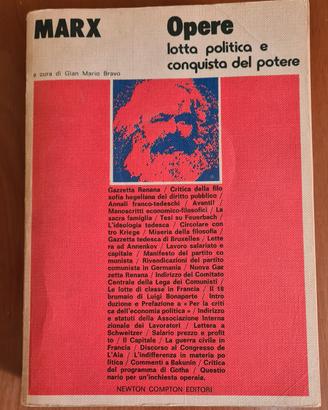 MARX
Opere
lotta politica e
conquista del potere
a cura di Gian Mario Bravo
Gazzetta Renana / Critica della filo
sofia hegeliana del diritto pubblico /
Annali franco-tedeschi / Avanti! /
Manoscritti economico-filosofici / La
sacra famiglia / Tesi su Feuerbach /
L'ideologia tedesca / Circolare con
tro Kriege / Miseria della filosofia /
Gazzetta tedesca di Bruxelles / Lette
ra ad Annenkov / Lavoro salariato e
capitale / Manifesto del partito co
munista / Rivendicazioni del partito
comunista in Germania / Nuova Gaz
zetta Renana / Indirizzo del Comitato
Centrale della Lega dei Comunisti /
Le lotte di classe in Francia / Il 18
brumaio di Luigi Bonaparte / Intro
duzione e Prefazione a « Per la criti
ca dell'economia politica » / Indirizzo
e statuti della Associazione Interna
zionale dei Lavoratori / Lettera a
Schweitzer / Salario prezzo e profit
to / Il Capitale / La guerra civile in
Francia / Discorso al Congresso de
L'Aia / L'indifferenza in materia po
litica / Commenti a Bakunin / Critica
del programma di Gotha / Questio
nario per un'inchiesta operaia.
NEWTON COMPTON EDITORI